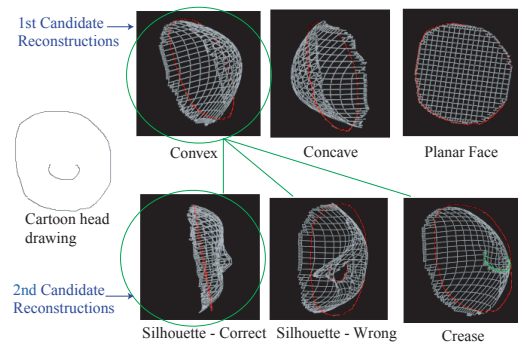 1st Candidate
Reconstructions
Convex
Concave
Planar Face
Cartoon head
drawing
2nd Candidate
Reconstructions
Silhouette - Correct
Silhouette - Wrong
Crease